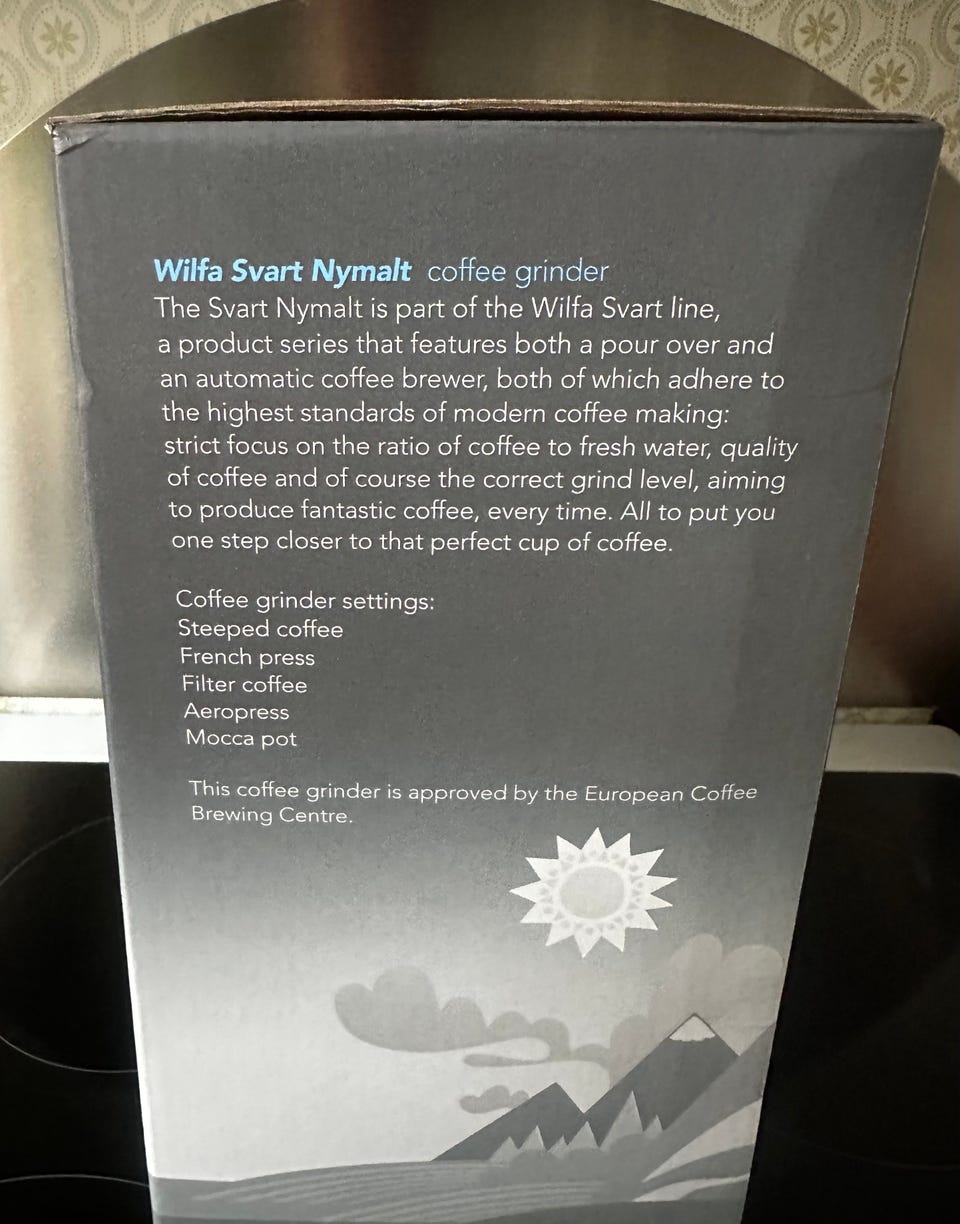 Wilfa Svart Nymalt coffee grinder
The Svart Nymalt is part of the Wilfa Svart line,
a product series that features both a pour over and
an automatic coffee brewer, both of which adhere to
the highest standards of modern coffee making:
strict focus on the ratio of coffee to fresh water, quality
of coffee and of course the correct grind level, aiming
to produce fantastic coffee, every time. All to put you
one step closer to that perfect cup of coffee.
Coffee grinder settings:
Steeped coffee
French press
Filter coffee
Aeropress
Mocca pot
This coffee grinder is approved by the European Coffee
Brewing Centre.